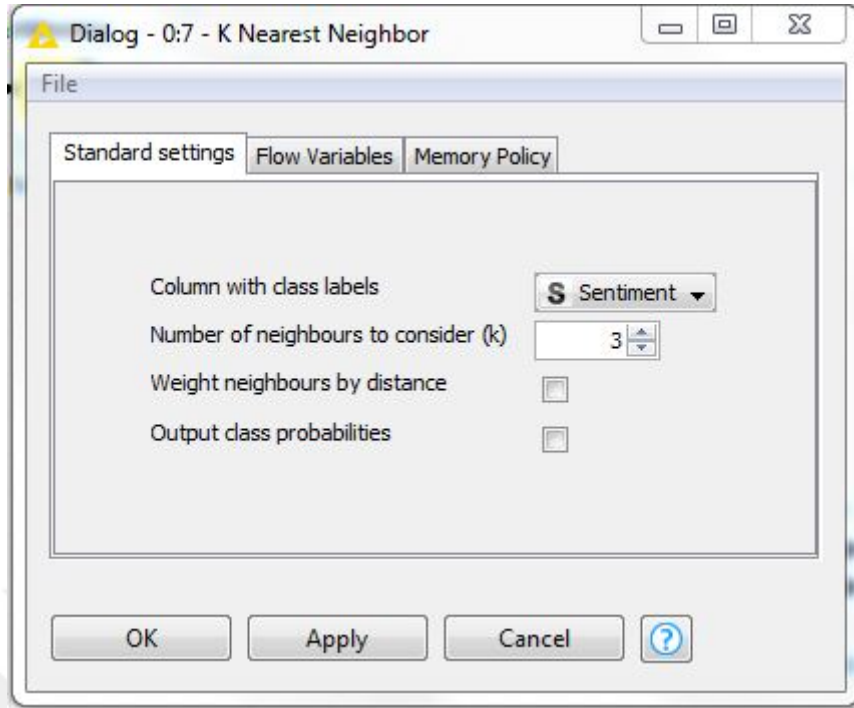 Dialog - 0:7 - K Nearest Neighbor
File
Standard settings Flow Variables Memory Policy
Column with class labels S Sentiment
Number of neighbours to consider (k) 3
Weight neighbours by distance
Output class probabilities
OK Apply Cancel ?